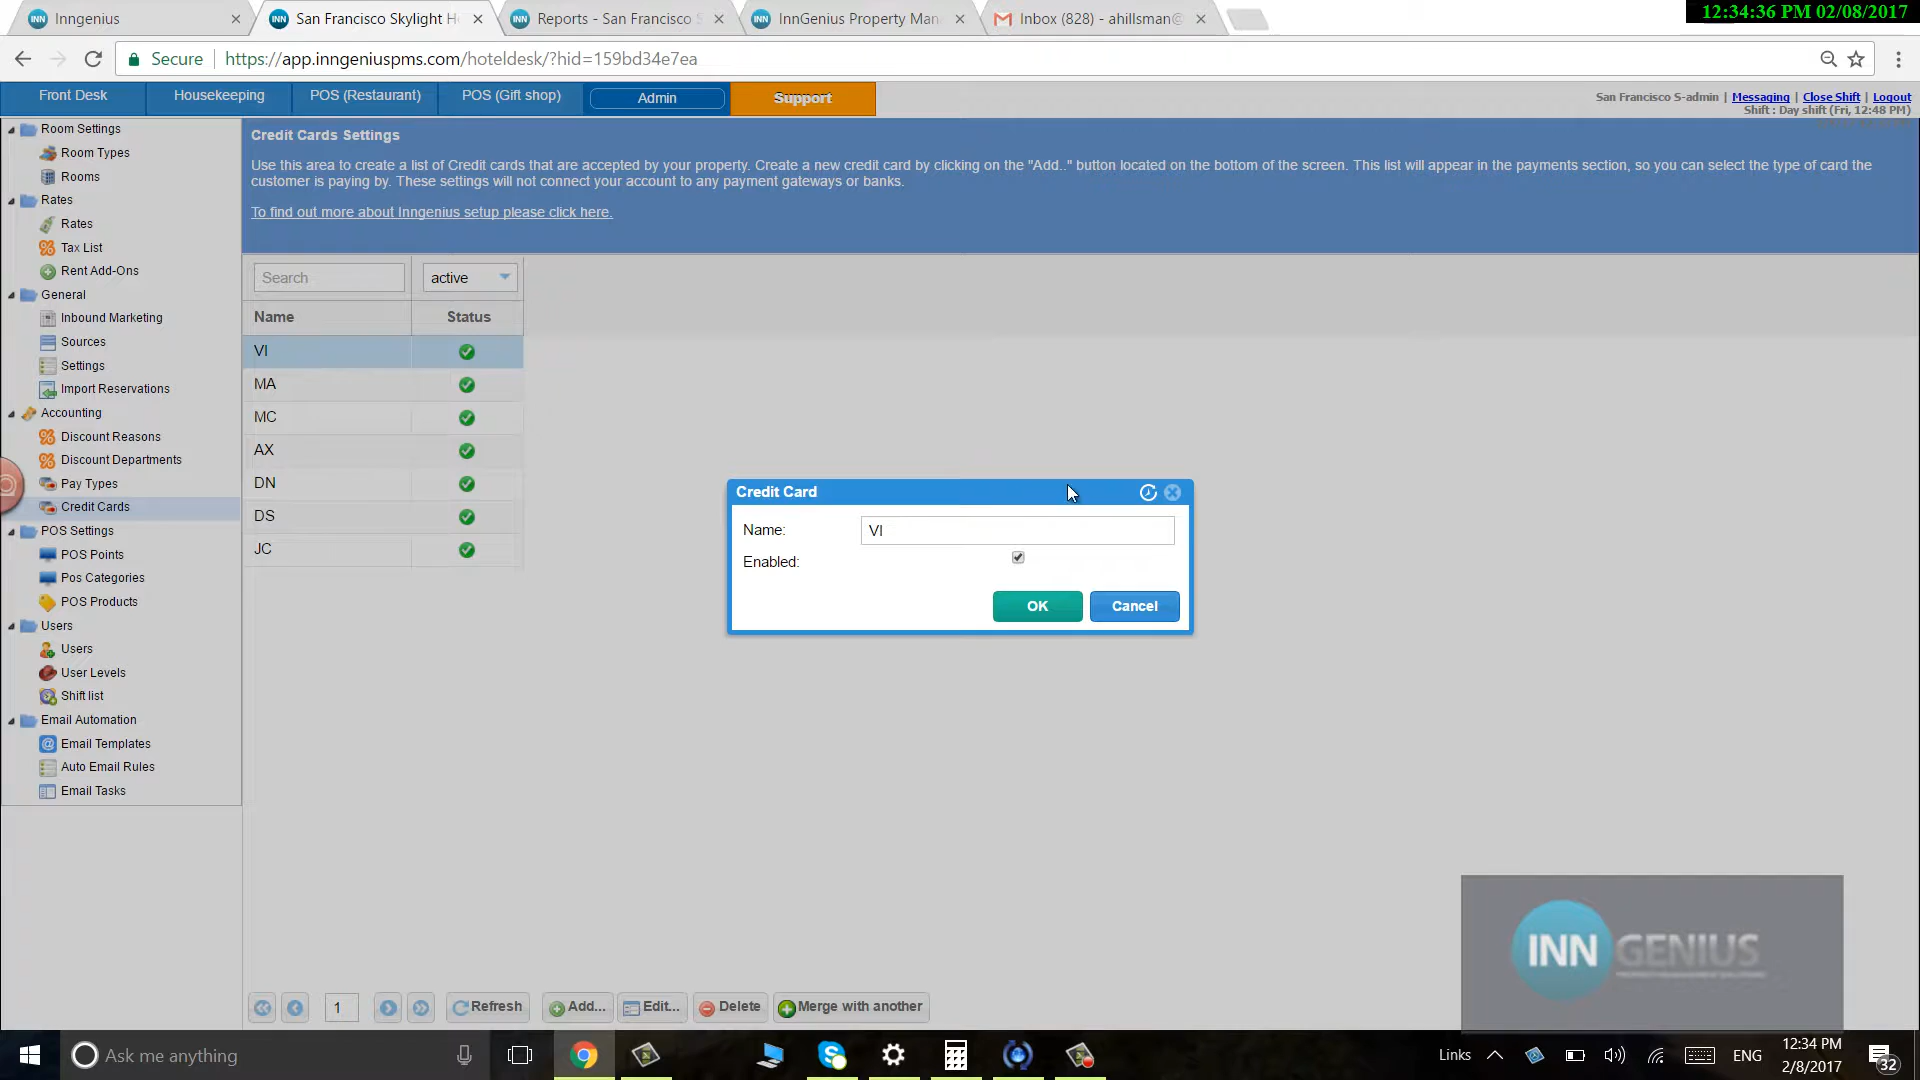 Inngenius
San Francisco Skylight H
Reports - San Francisco S
InnGenius Property Man
Inbox (828) - ahillsman@
12:34:36 PM 02/08/2017
Secure
https://app.inngeniuspms.com/hoteldesk/?hid=159bd34e7ea
Front Desk
Housekeeping
POS (Restaurant)
POS (Gift shop)
Admin
Support
San Francisco S-admin | Messaging | Close Shift | Logout
Shift : Day shift (Fri, 12:48 PM)
Room Settings
Room Types
Rooms
Rates
Rates
Tax List
Rent Add-Ons
General
Inbound Marketing
Sources
Settings
Import Reservations
Accounting
Discount Reasons
Discount Departments
Pay Types
Credit Cards
POS Settings
POS Points
Pos Categories
POS Products
Users
Users
User Levels
Shift list
Email Automation
Email Templates
Auto Email Rules
Email Tasks
Credit Cards Settings
Use this area to create a list of Credit cards that are accepted by your property. Create a new credit card by clicking on the "Add.." button located on the bottom of the screen. This list will appear in the payments section, so you can select the type of card the
customer is paying by. These settings will not connect your account to any payment gateways or banks.
To find out more about Inngenius setup please click here.
Search
active
Name
Status
VI
MA
MC
AX
DN
DS
JC
Credit Card
Name:
VI
Enabled:
OK
Cancel
1
Refresh
Add...
Edit...
Delete
Merge with another
INN GENIUS
Ask me anything
Links
ENG
12:34 PM
2/8/2017
32